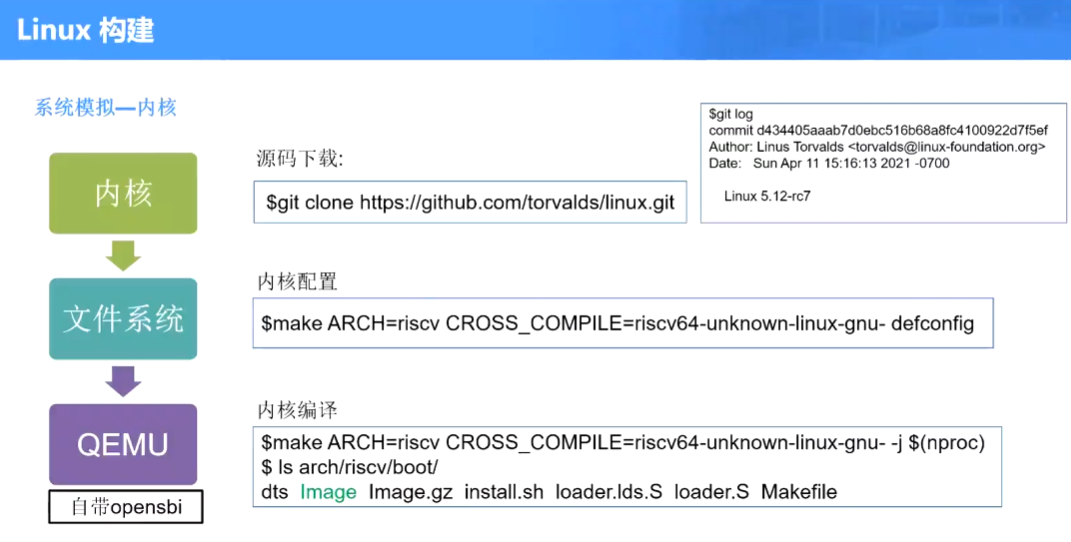 Linux 构建
系统模拟—内核
内核
文件系统
QEMU
自带opensbi
源码下载:
$git clone https://github.com/torvalds/linux.git
$git log
commit d434405aaab7d0ebc516b68a8fc4100922d7f5ef
Author: Linus Torvalds <torvalds@linux-foundation.org>
Date: Sun Apr 11 15:16:13 2021 -0700
Linux 5.12-rc7
内核配置
$make ARCH=riscv CROSS_COMPILE=riscv64-unknown-linux-gnu- defconfig
内核编译
$make ARCH=riscv CROSS_COMPILE=riscv64-unknown-linux-gnu- -j $(nproc)
$ ls arch/riscv/boot/
dts Image Image.gz install.sh loader.lds.S loader.S Makefile